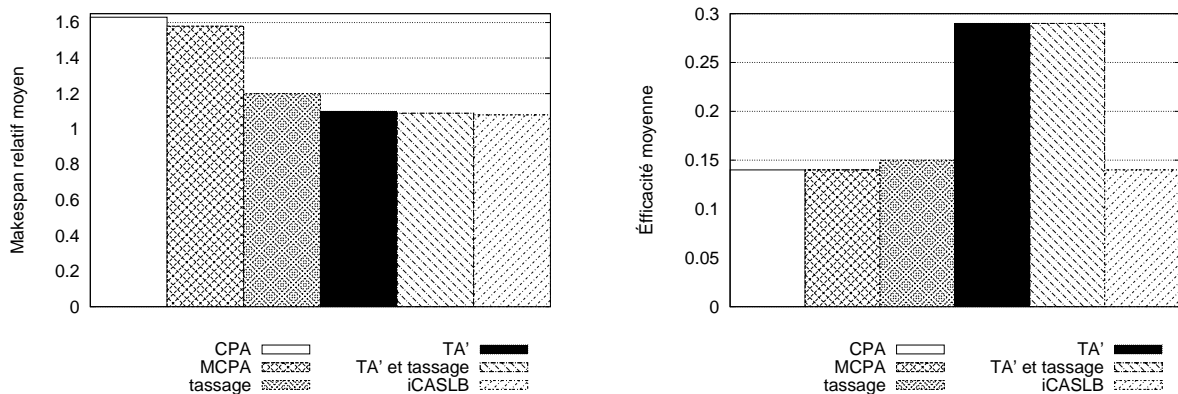 Makespan relatif moyen
1.6
1.4
1.2
1
0.8
0.6
0.4
0.2
0
CPA
MCPA
tassage
TA'
TA' et tassage
iCASLB
Éfficacité moyenne
0.3
0.25
0.2
0.15
0.1
0.05
0
CPA
MCPA
tassage
TA'
TA' et tassage
iCASLB